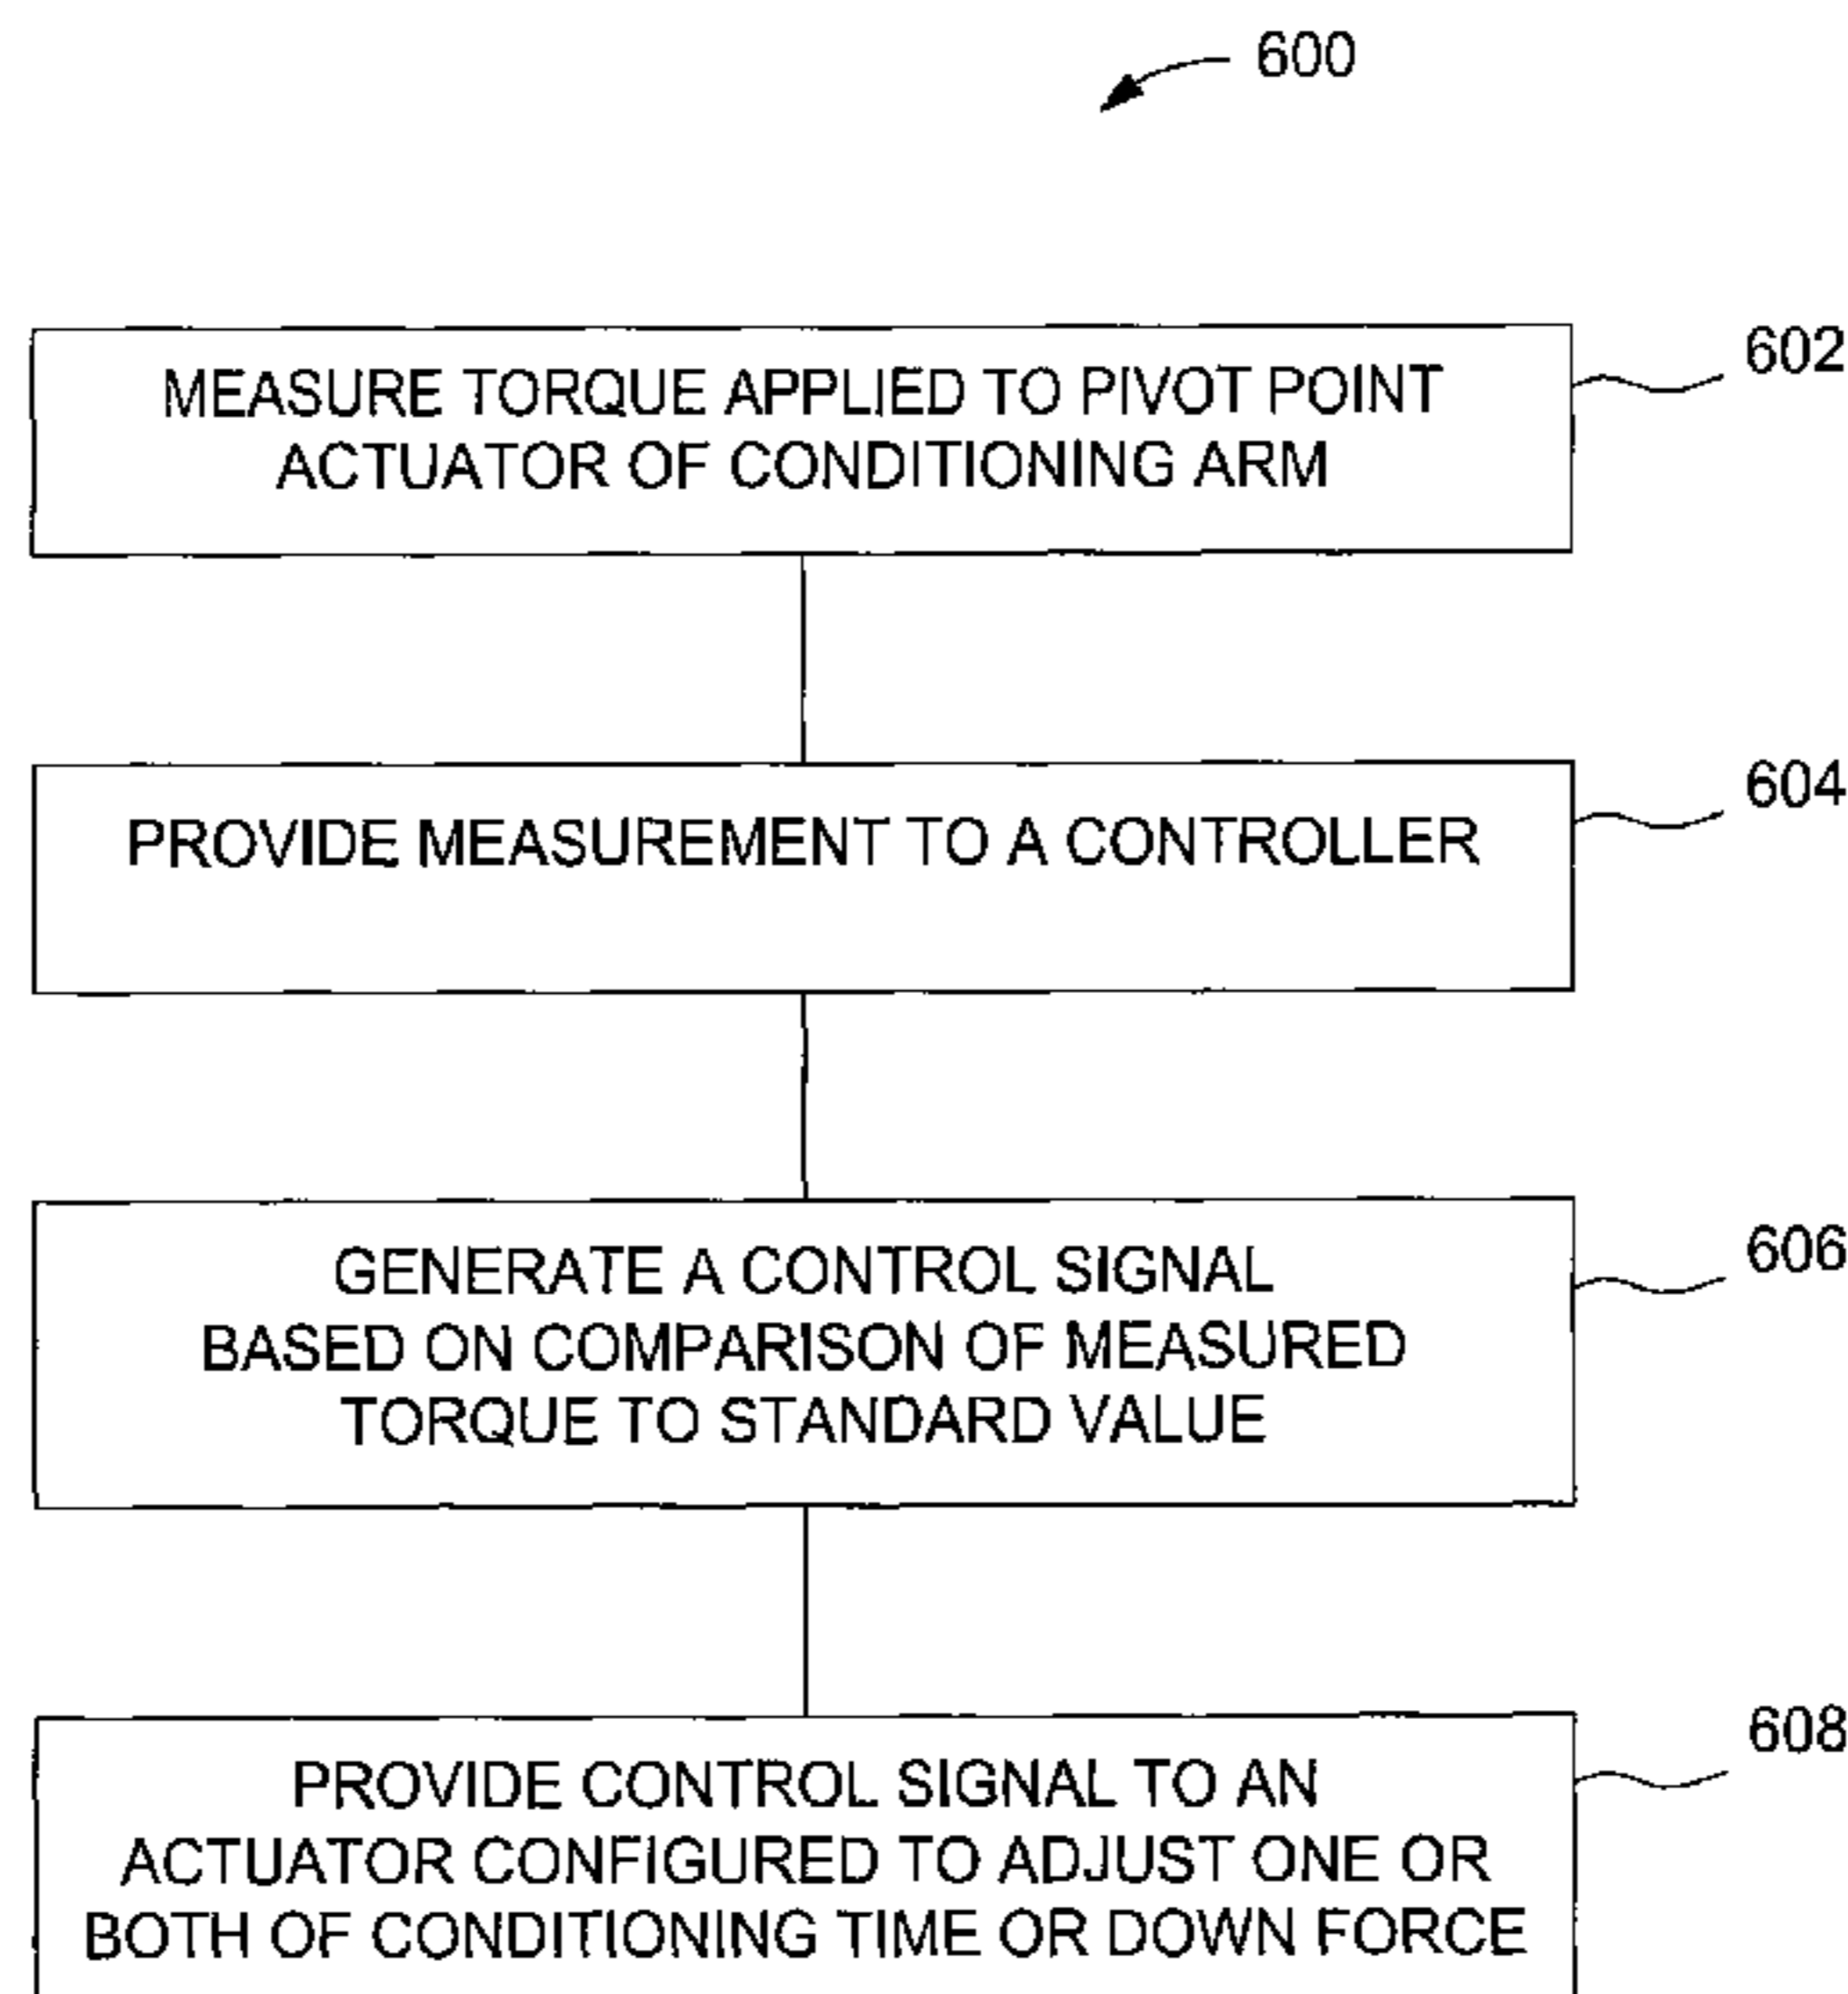 600
602
MEASURE TORQUE APPLIED TO PIVOT POINT
ACTUATOR OF CONDITIONING ARM
604
PROVIDE MEASUREMENT TO A CONTROLLER
606
GENERATE A CONTROL SIGNAL
BASED ON COMPARISON OF MEASURED
TORQUE TO STANDARD VALUE
608
PROVIDE CONTROL SIGNAL TO AN
ACTUATOR CONFIGURED TO ADJUST ONE OR
BOTH OF CONDITIONING TIME OR DOWN FORCE